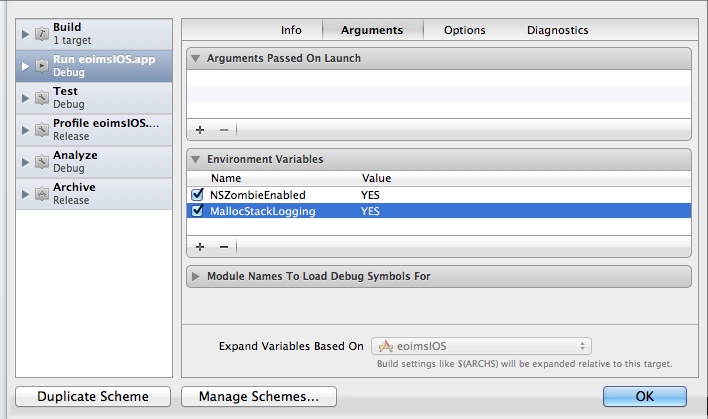 Build
1 target
Run eoimsIOS.app
Debug
Test
Debug
Profile eoimsIOS....
Release
Analyze
Debug
Archive
Release
Info Arguments Options Diagnostics
Arguments Passed On Launch
Environment Variables
Name Value
NSZombieEnabled YES
MallocStackLogging YES
Module Names To Load Debug Symbols For
Expand Variables Based On eoimsIOS
Build settings like $(ARCHS) will be expanded relative to this target.
Duplicate Scheme Manage Schemes... OK